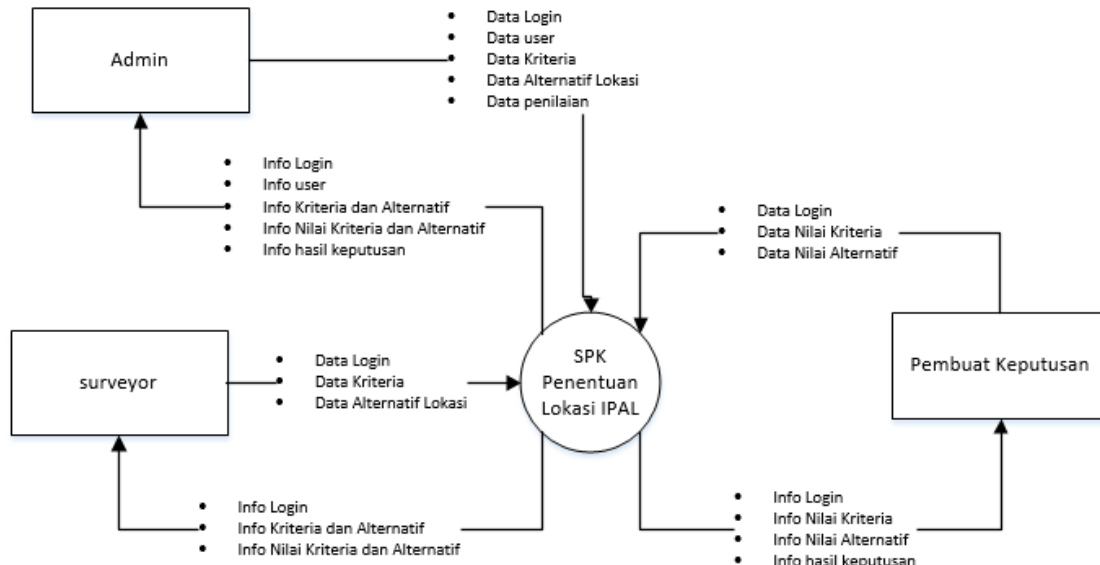 Admin
Data Login
Data user
Data Kriteria
Data Alternatif Lokasi
Data penilaian
Info Login
Info user
Info Kriteria dan Alternatif
Info Nilai Kriteria dan Alternatif
Info hasil keputusan
Data Login
Data Nilai Kriteria
Data Nilai Alternatif
surveyor
Data Login
Data Kriteria
Data Alternatif Lokasi
SPK
Penentuan
Lokasi IPAL
Pembuat Keputusan
Info Login
Info Kriteria dan Alternatif
Info Nilai Kriteria dan Alternatif
Info Login
Info Nilai Kriteria
Info Nilai Alternatif
Info hasil keputusan